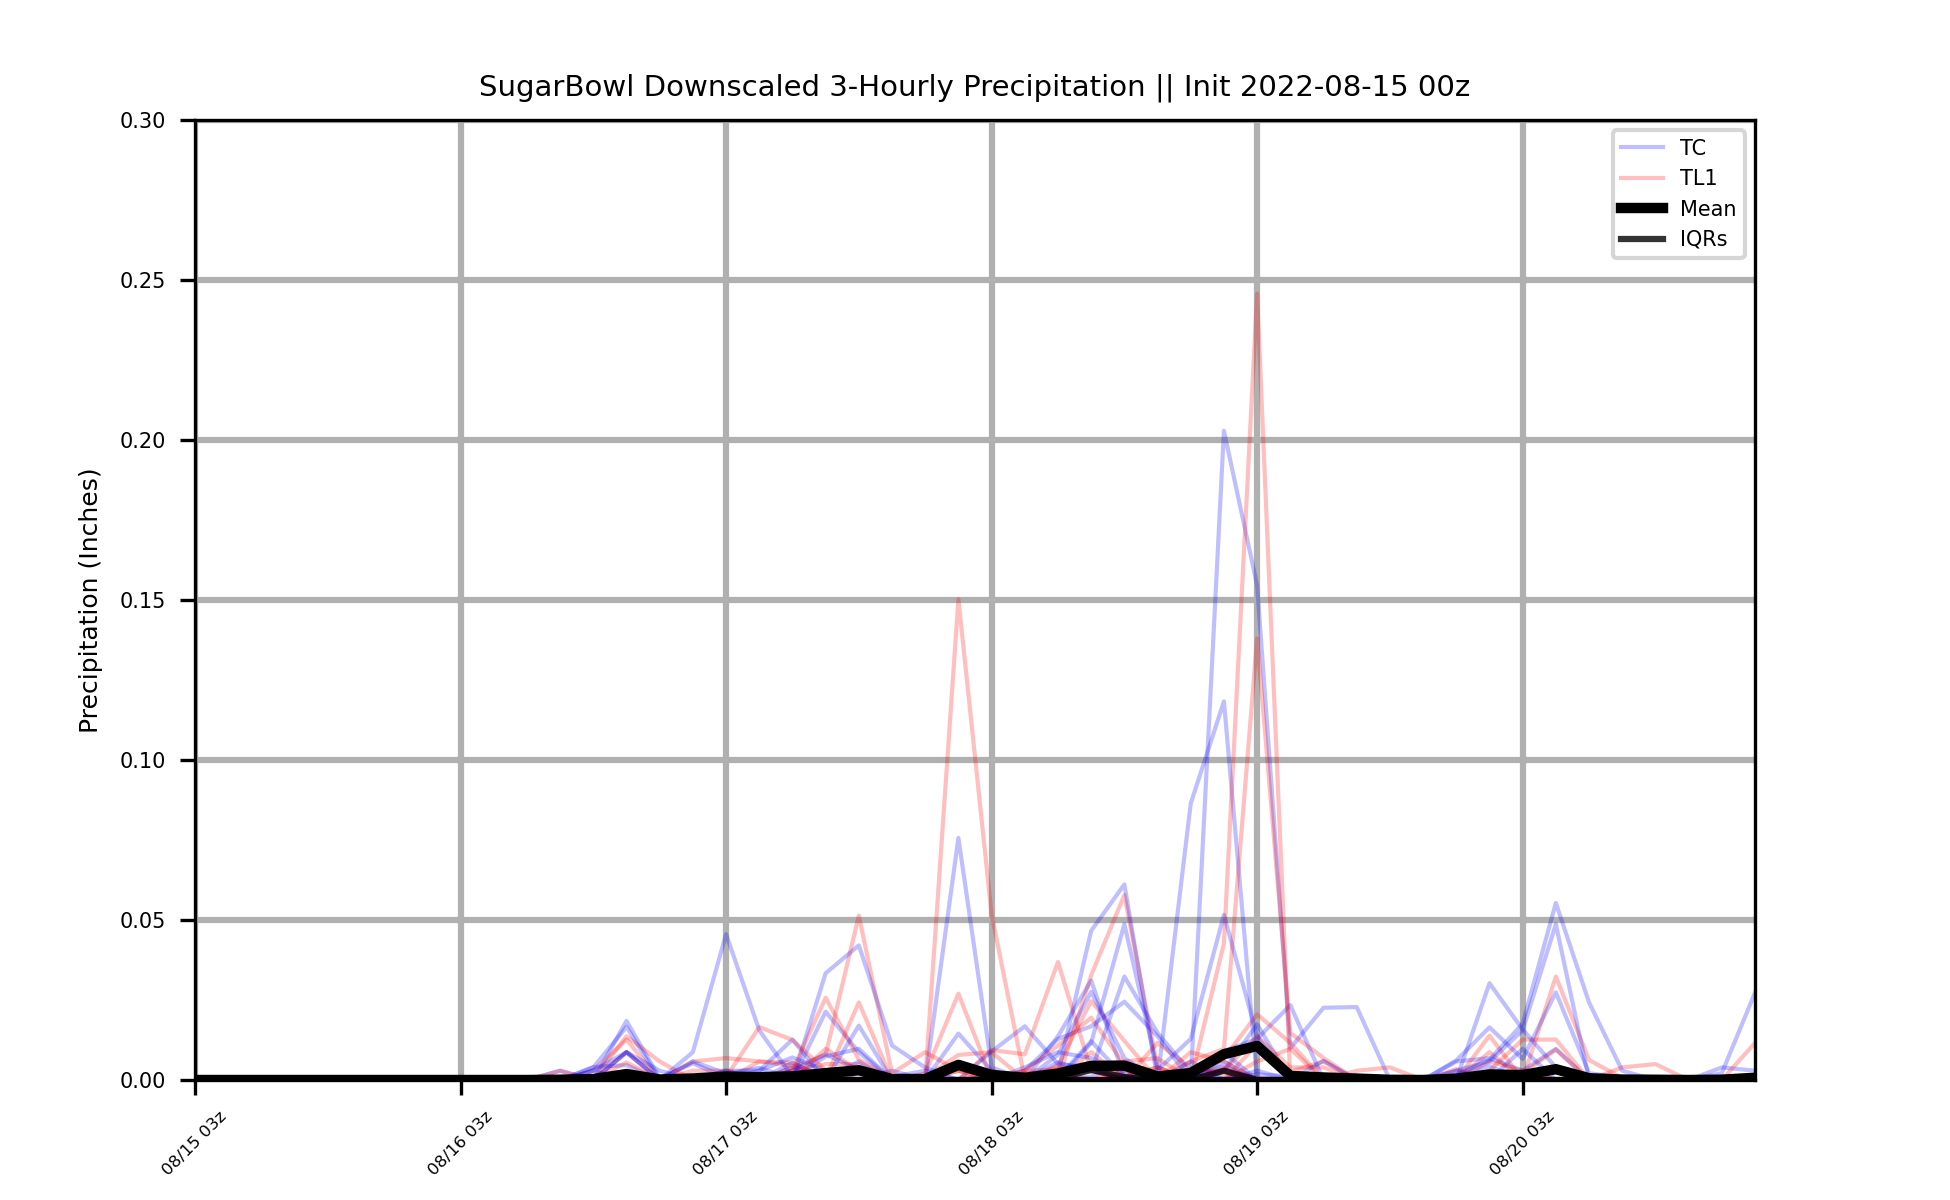 SugarBowl Downscaled 3-Hourly Precipitation || Init 2022-08-15 00z
Precipitation (Inches)
0.30
0.25
0.20
0.15
0.10
0.05
0.00
TC
TL1
Mean
IQRs
08/15 03z
08/16 03z
08/17 03z
08/18 03z
08/19 03z
08/20 03z